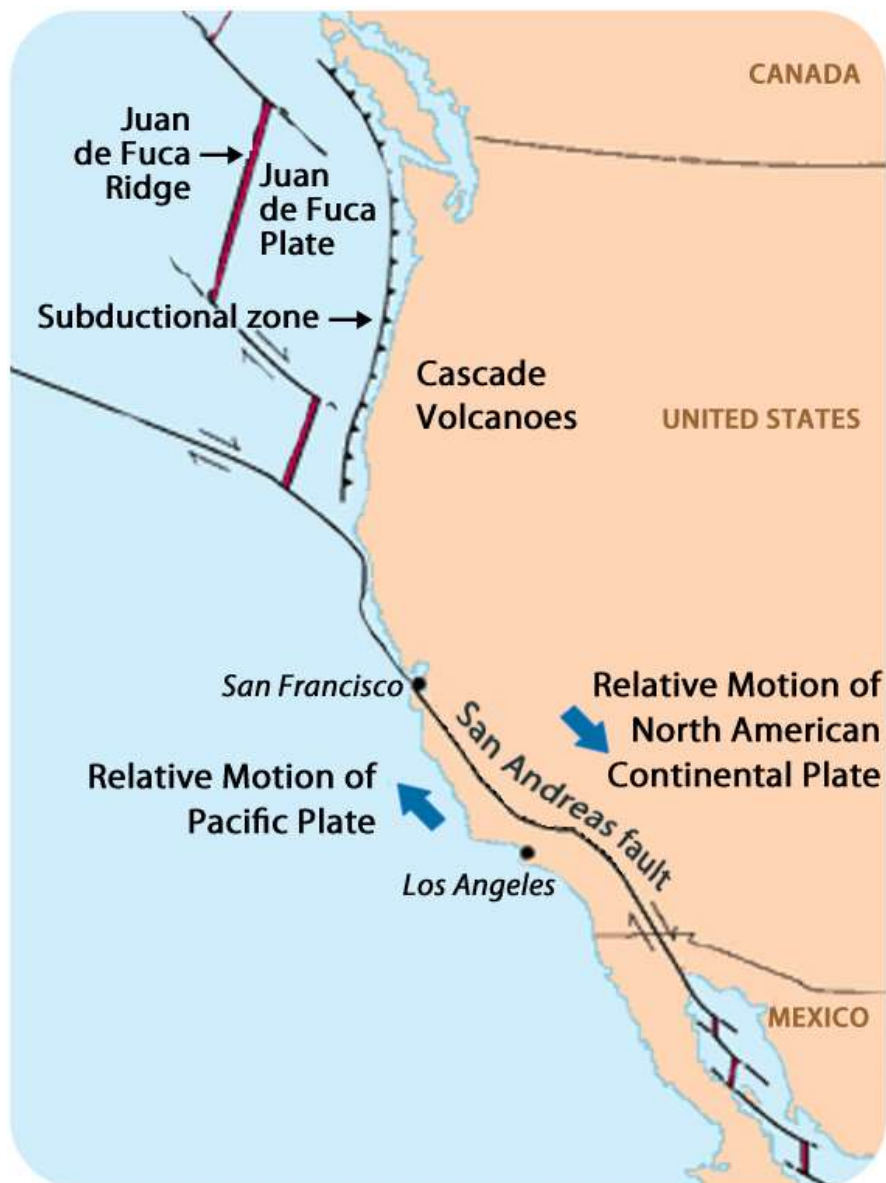 CANADA
Juan
de Fuca
Ridge
Juan
de Fuca
Plate
Subductional zone
Cascade
Volcanoes
UNITED STATES
San Francisco
San Andreas fault
Relative Motion of
North American
Continental Plate
Relative Motion of
Pacific Plate
Los Angeles
MEXICO